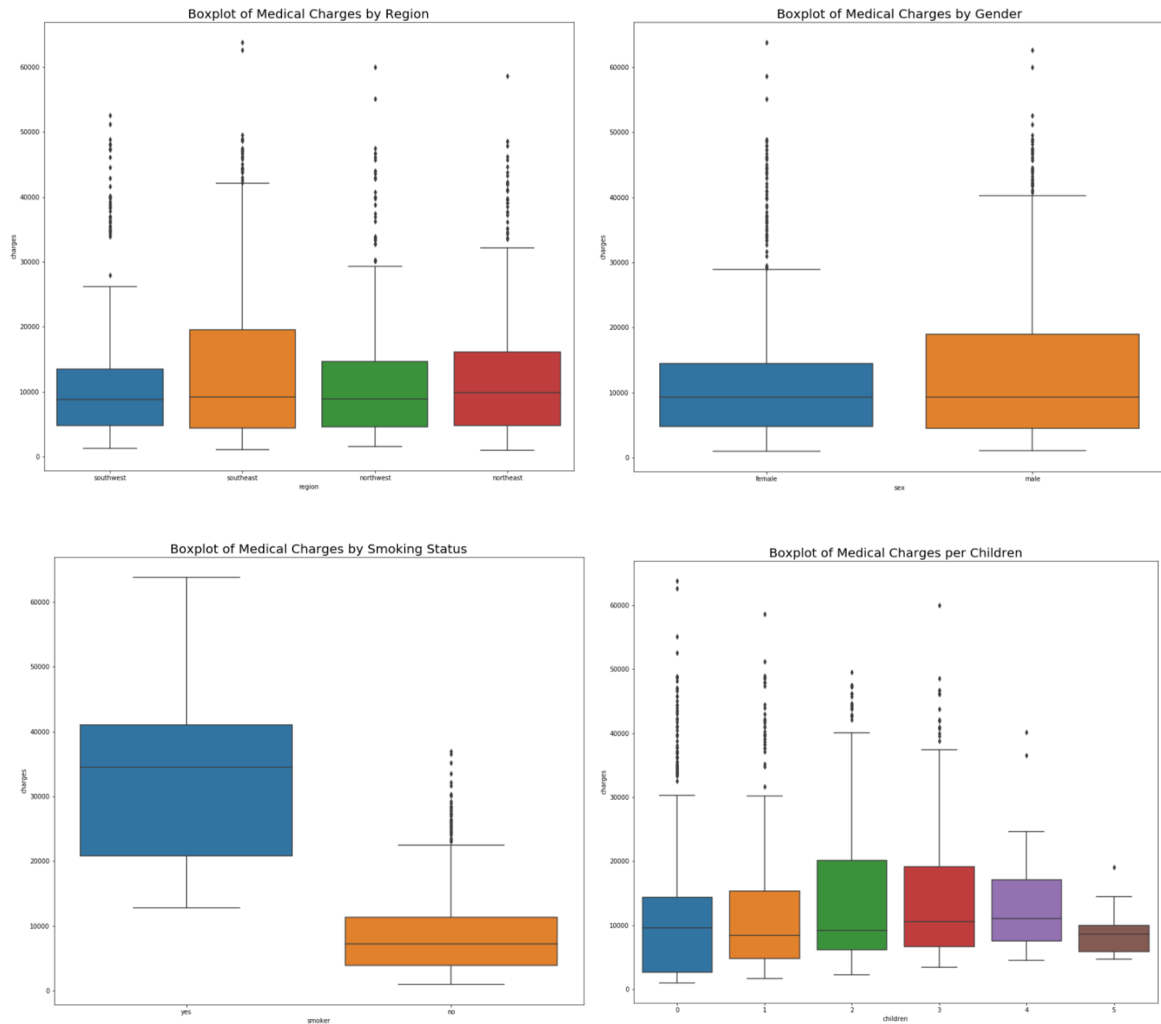 Boxplot of Medical Charges by Region
60000
50000
40000
30000
20000
10000
0
charges
southwest southeast northwest northeast
region
Boxplot of Medical Charges by Gender
60000
50000
40000
30000
20000
10000
0
charges
female male
sex
Boxplot of Medical Charges by Smoking Status
60000
50000
40000
30000
20000
10000
0
charges
yes no
smoker
Boxplot of Medical Charges per Children
60000
50000
40000
30000
20000
10000
0
charges
0 1 2 3 4 5
children